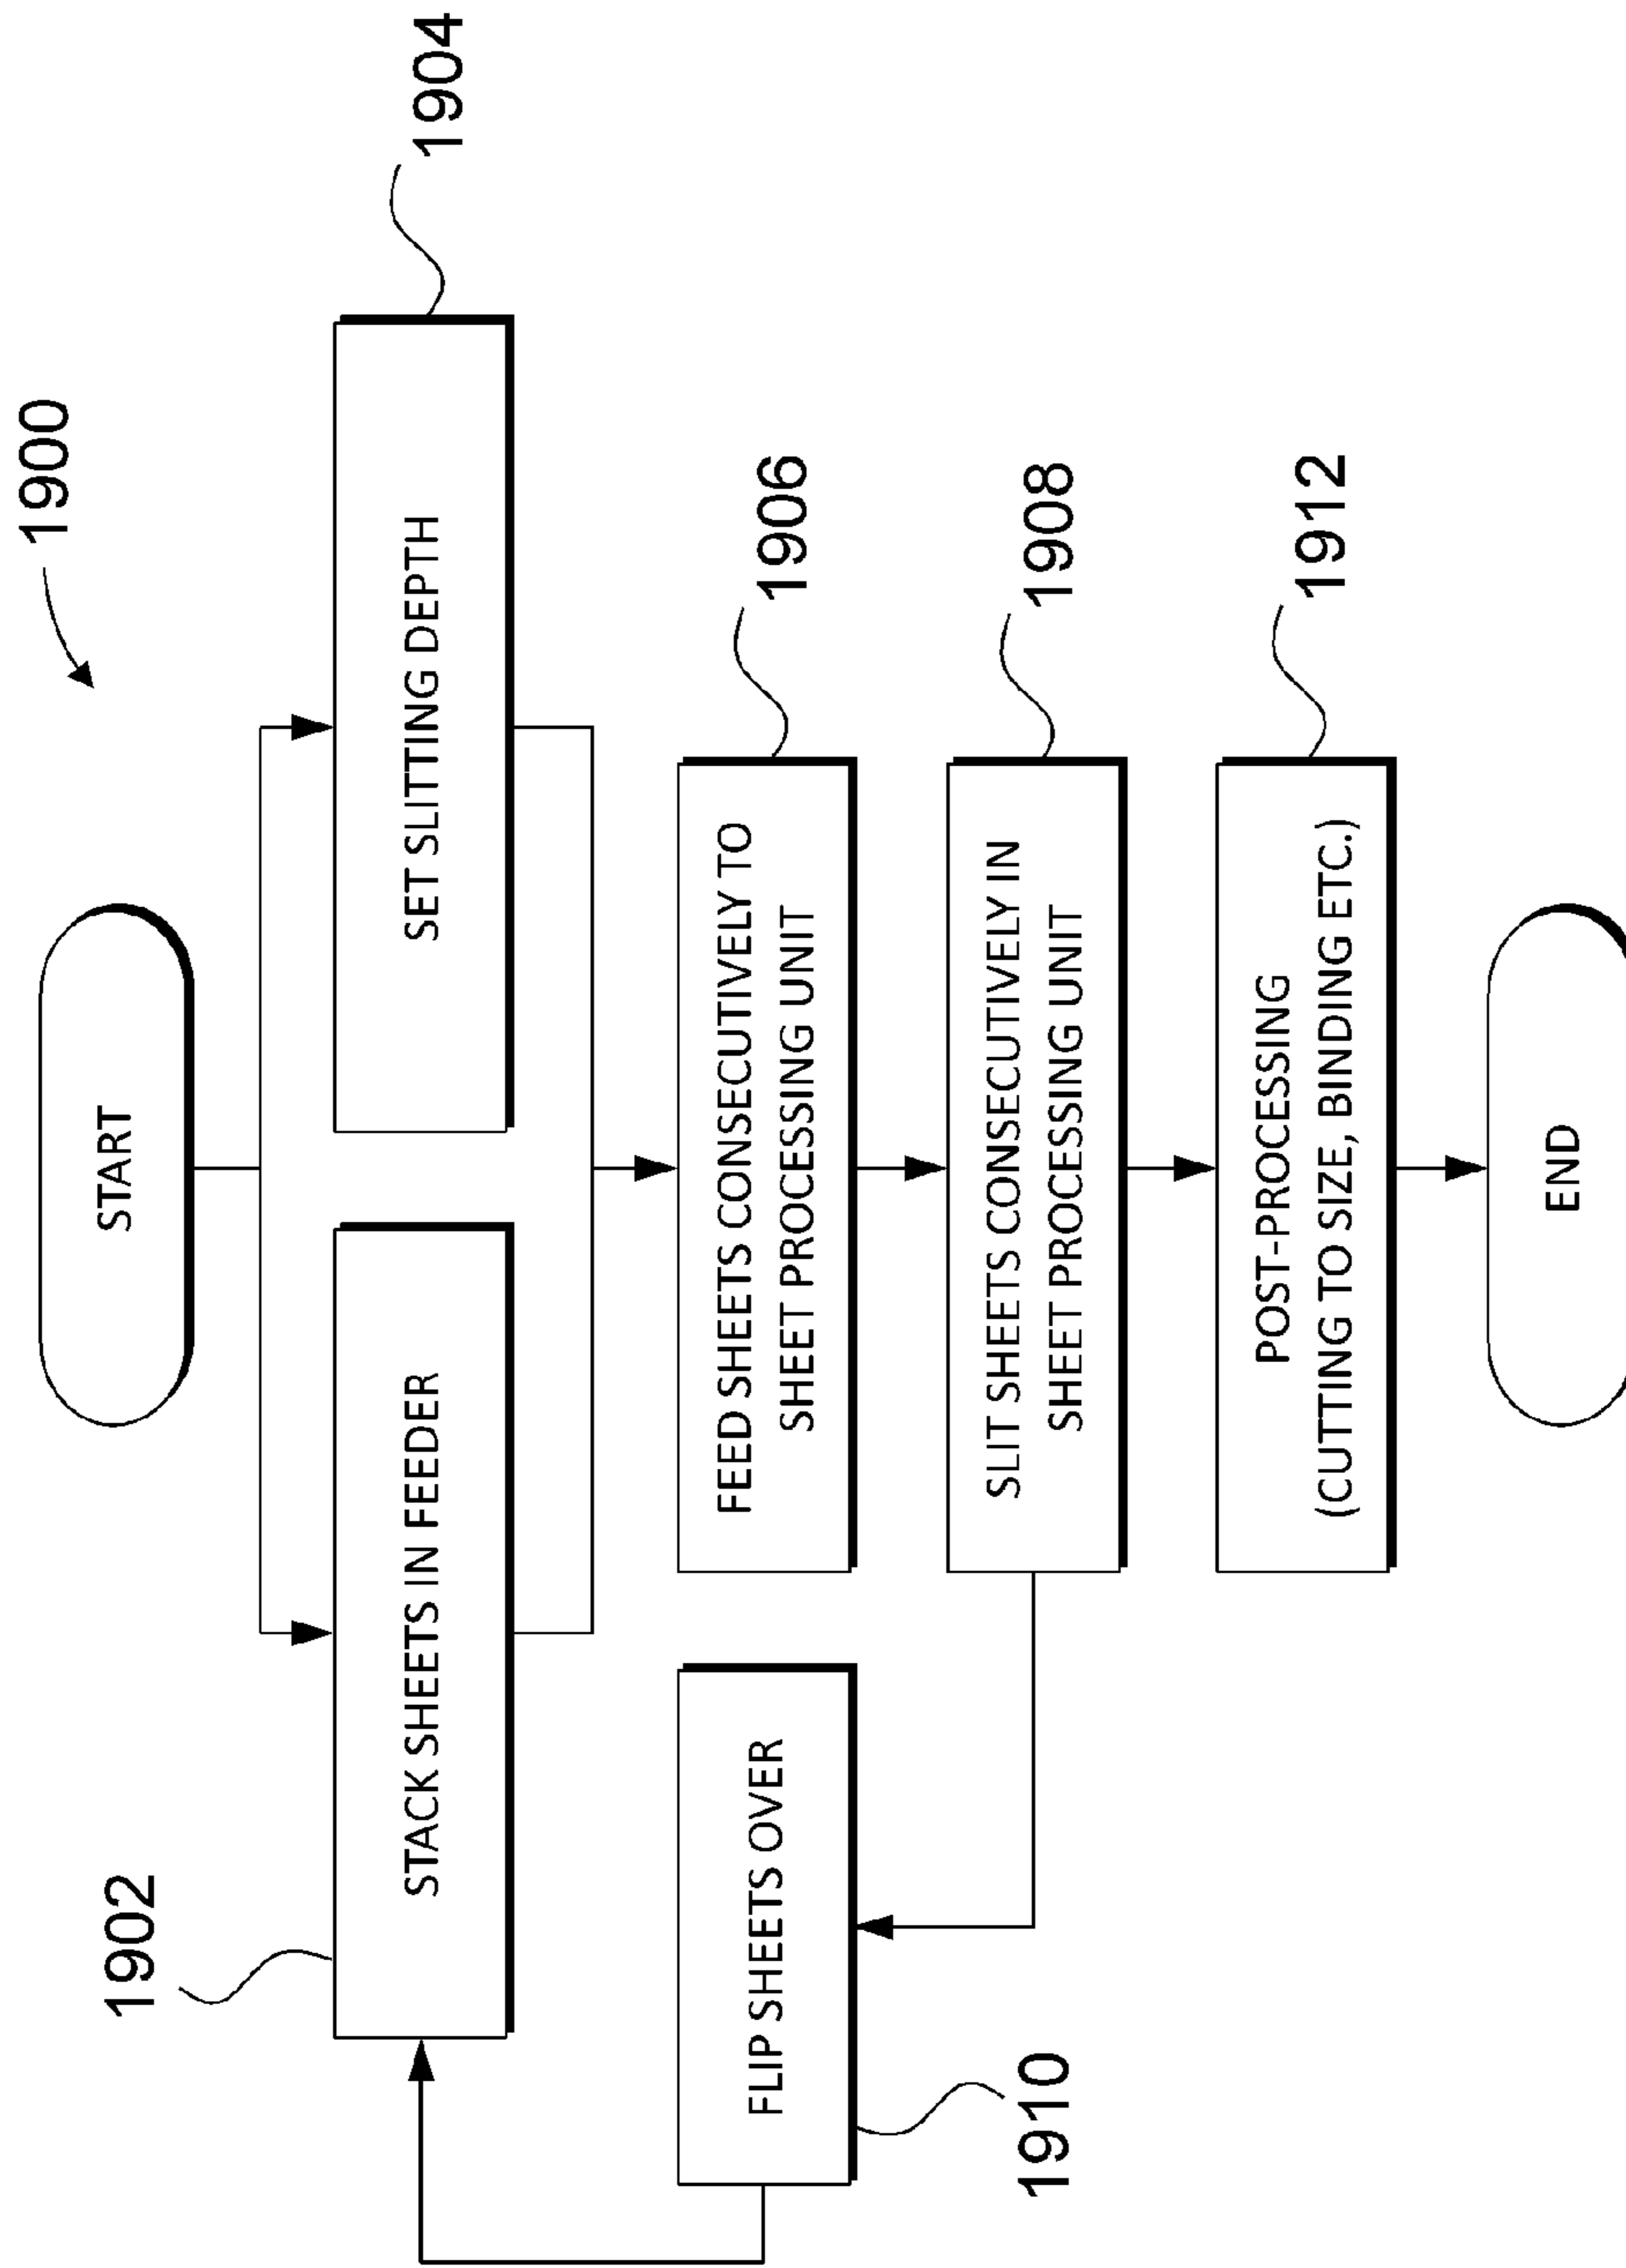 1900
START
1902
STACK SHEETS IN FEEDER
SET SLITTING DEPTH
1904
FEED SHEETS CONSECUTIVELY TO
SHEET PROCESSING UNIT
1906
FLIP SHEETS OVER
1910
SLIT SHEETS CONSECUTIVELY IN
SHEET PROCESSING UNIT
1908
POST-PROCESSING
(CUTTING TO SIZE, BINDING ETC.)
1912
END